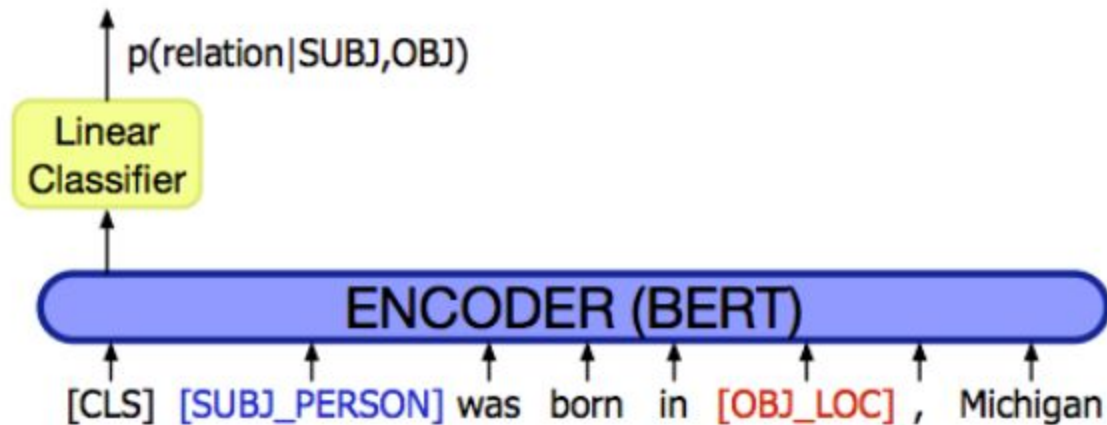 p(relation|SUBJ,OBJ)
Linear
Classifier
ENCODER (BERT)
[CLS] [SUBJ_PERSON] was born in [OBJ_LOC] , Michigan